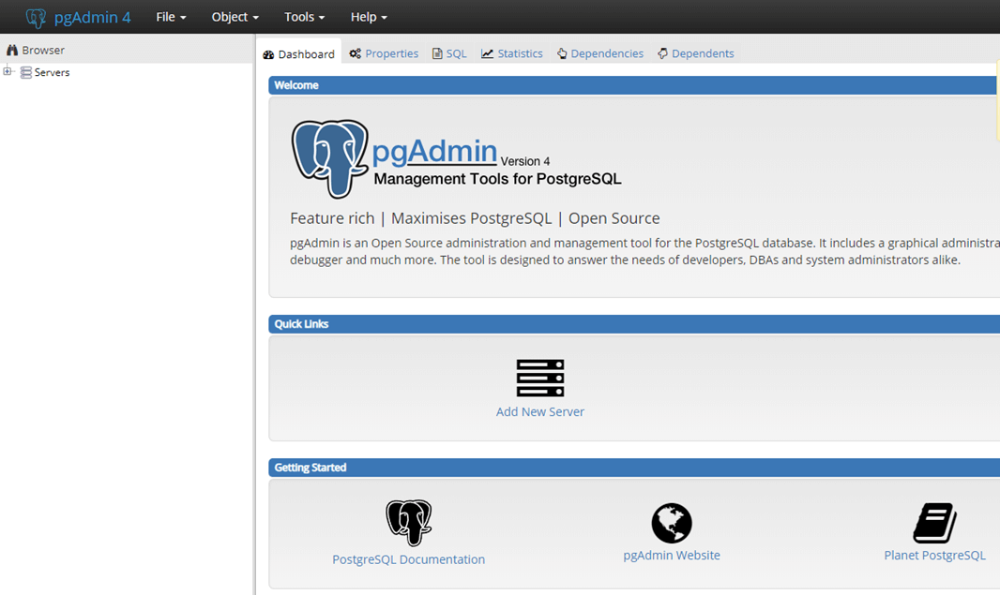 pgAdmin 4 File Object Tools Help
Browser
Servers
Dashboard Properties SQL Statistics Dependencies Dependents
Welcome
pgAdmin Version 4
Management Tools for PostgreSQL
Feature rich | Maximises PostgreSQL | Open Source
pgAdmin is an Open Source administration and management tool for the PostgreSQL database. It includes a graphical administra
debugger and much more. The tool is designed to answer the needs of developers, DBAs and system administrators alike.
Quick Links
Add New Server
Getting Started
PostgreSQL Documentation pgAdmin Website Planet PostgreSQL